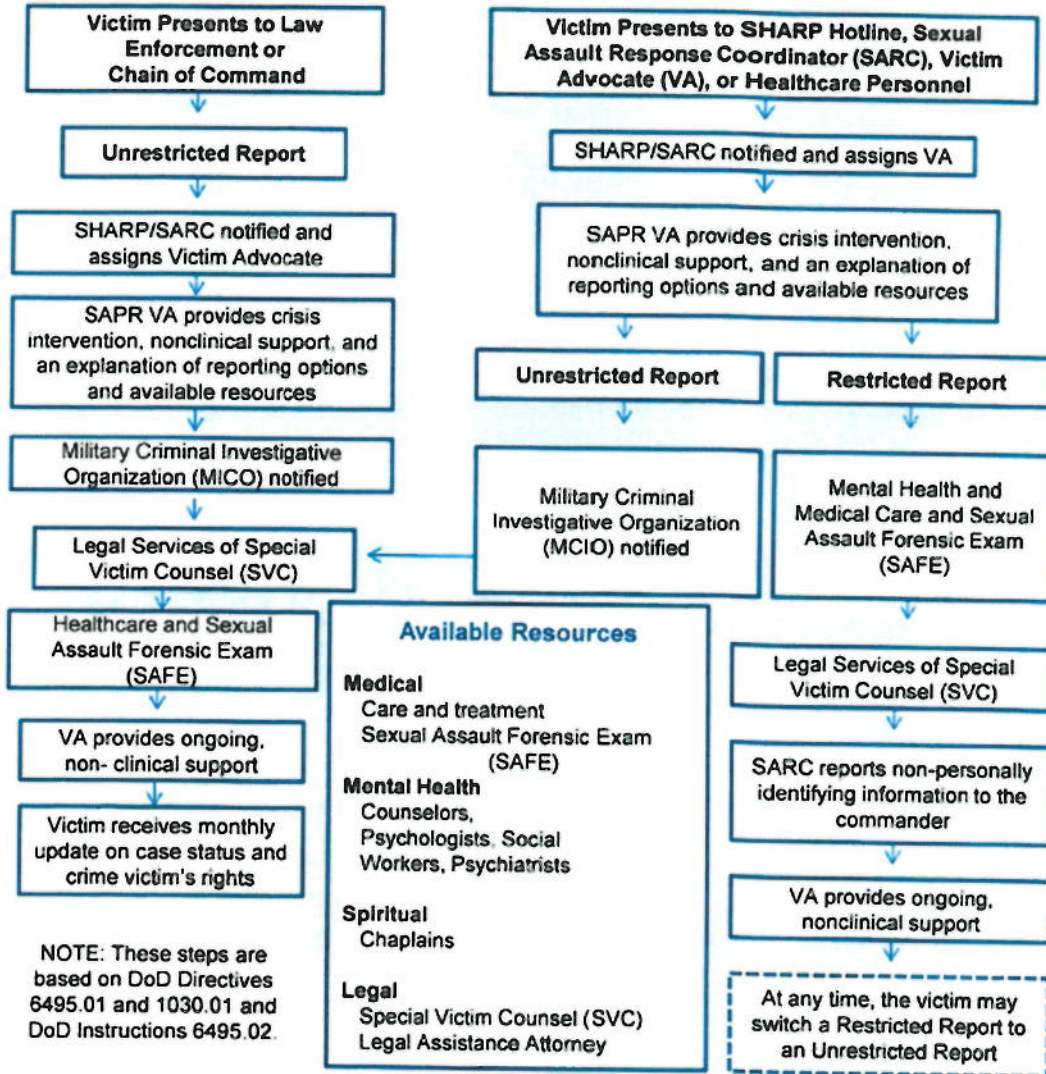 Victim Presents to Law
Enforcement or
Chain of Command
Unrestricted Report
SHARP/SARC notified and
assigns Victim Advocate
SAPR VA provides crisis
intervention, nonclinical support, and
an explanation of reporting options
and available resources
Military Criminal Investigative
Organization (MICO) notified
Legal Services of Special
Victim Counsel (SVC)
Healthcare and Sexual
Assault Forensic Exam
(SAFE)
VA provides ongoing,
non- clinical support
Victim receives monthly
update on case status and
crime victim's rights
NOTE: These steps are
based on DoD Directives
6495.01 and 1030.01 and
DoD Instructions 6495.02.
Victim Presents to SHARP Hotline, Sexual
Assault Response Coordinator (SARC), Victim
Advocate (VA), or Healthcare Personnel
SHARP/SARC notified and assigns VA
SAPR VA provides crisis intervention,
nonclinical support, and an explanation of
reporting options and available resources
Unrestricted Report
Military Criminal
Investigative Organization
(MCIO) notified
Restricted Report
Mental Health and
Medical Care and Sexual
Assault Forensic Exam
(SAFE)
Legal Services of Special
Victim Counsel (SVC)
SARC reports non-personally
identifying information to the
commander
VA provides ongoing,
nonclinical support
At any time, the victim may
switch a Restricted Report to
an Unrestricted Report
Available Resources
Medical
Care and treatment
Sexual Assault Forensic Exam
(SAFE)
Mental Health
Counselors,
Psychologists, Social
Workers, Psychiatrists
Spiritual
Chaplains
Legal
Special Victim Counsel (SVC)
Legal Assistance Attorney